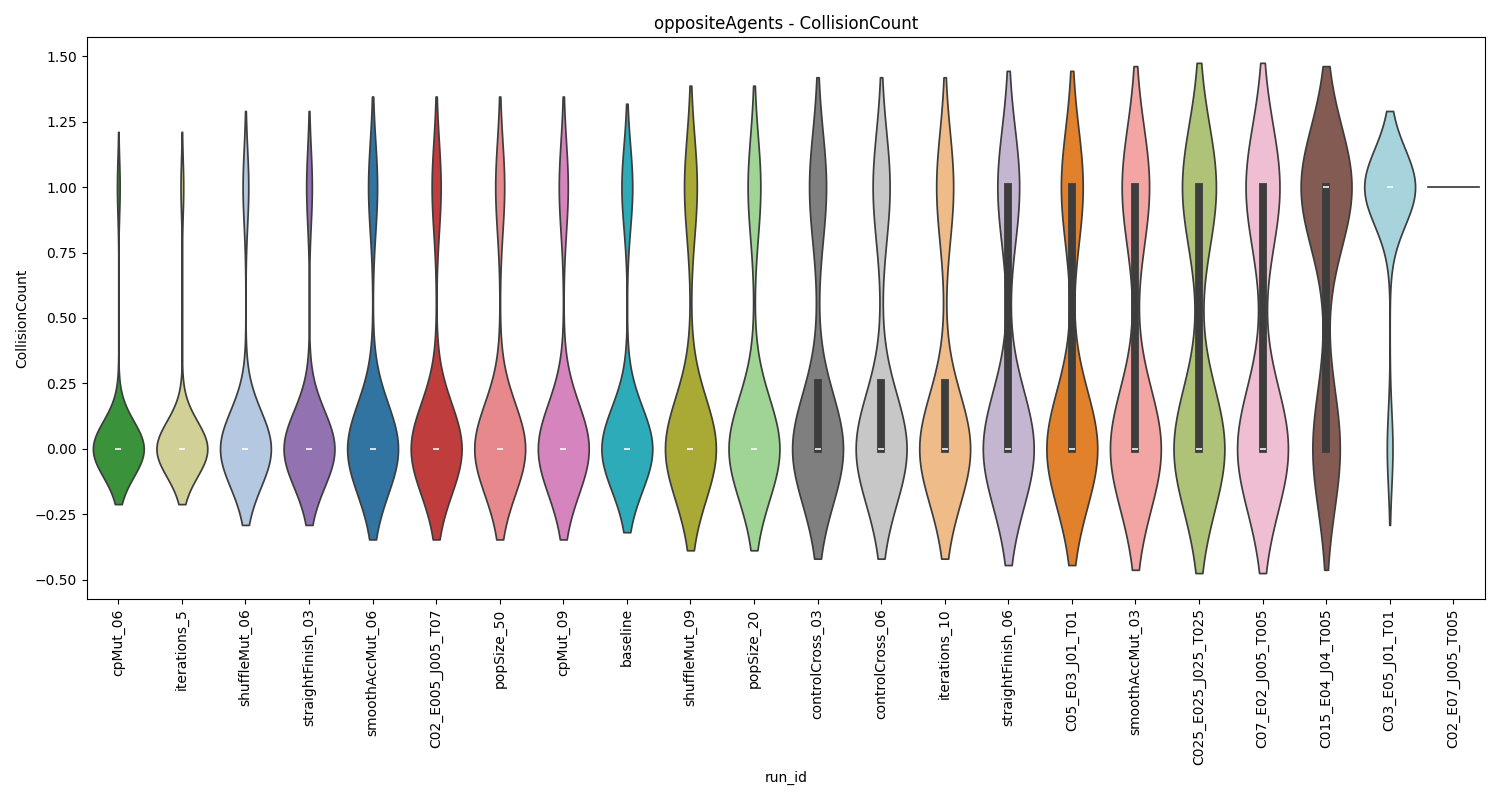 oppositeAgents - CollisionCount
1.50
1.25
1.00
0.75
0.50
0.25
0.00
−0.25
−0.50
CollisionCount
cpMut_06
iterations_5
shuffleMut_06
straightFinish_03
smoothAccMut_06
C02_E005_J005_T07
popSize_50
cpMut_09
baseline
shuffleMut_09
popSize_20
controlCross_03
controlCross_06
iterations_10
straightFinish_06
C05_E03_J01_T01
smoothAccMut_03
C025_E025_J025_T025
C07_E02_J005_T005
C015_E04_J04_T005
C03_E05_J01_T01
C02_E07_J005_T005
run_id